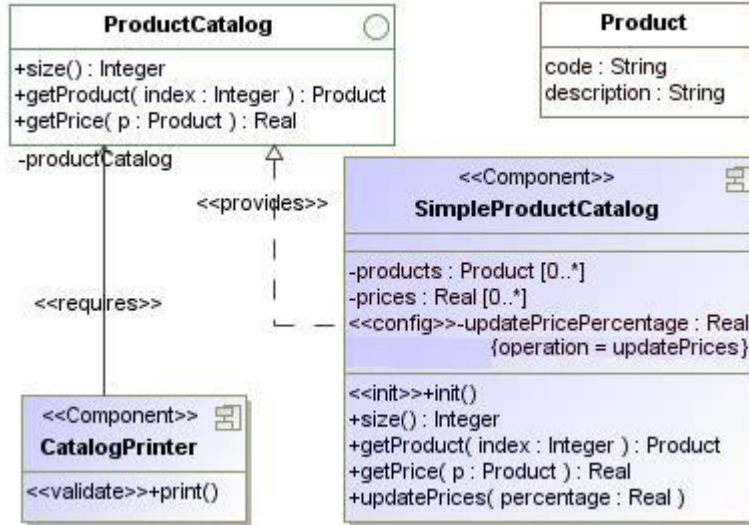 ProductCatalog
+size() : Integer
+getProduct( index : Integer ) : Product
+getPrice( p : Product ) : Real
Product
code : String
description : String
-productCatalog
<<provides>>
<<requires>>
<<Component>>
SimpleProductCatalog
-products : Product [0..*]
-prices : Real [0..*]
<<config>>-updatePricePercentage : Real
{operation = updatePrices}
<<init>>+init()
+size() : Integer
+getProduct( index : Integer ) : Product
+getPrice( p : Product ) : Real
+updatePrices( percentage : Real )
<<Component>>
CatalogPrinter
<<validate>>+print()